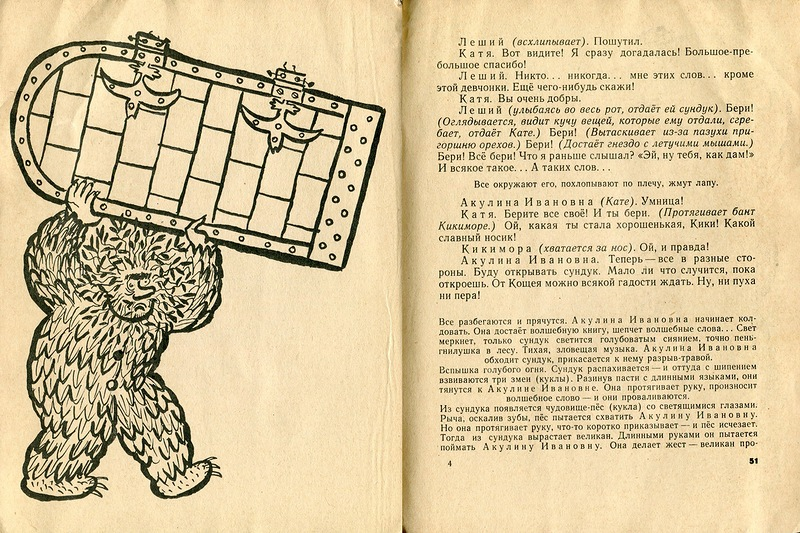 Леший (всхлипывает). Пошутил.
Катя. Вот видите! Я сразу догадалась! Большое-пре-
большое спасибо!
Леший. Никто... никогда... мне этих слов... кроме
этой девчонки. Ещё чего-нибудь скажи!
Катя. Вы очень добры.
Леший (улыбаясь во весь рот, отдаёт ей сундук). Бери!
(Оглядывается, видит кучу вещей, которые ему отдали, сгре-
бает, отдаёт Кате.) Бери! (Вытаскивает из-за пазухи при-
горшню орехов.) Бери! (Достаёт гнездо с летучими мышами.)
Бери! Всё бери! Что я раньше слышал? «Эй, ну тебя, как дам!»
И всякое такое... А таких слов...
Все окружают его, похлопывают по плечу, жмут лапу.
Акулина Ивановна (Кате). Умница!
Катя. Берите все своё! И ты бери. (Протягивает бант
Кикиморе.) Ой, какая ты стала хорошенькая, Кики! Какой
славный носик!
Кикимора (хватается за нос). Ой, и правда!
Акулина Ивановна. Теперь — все в разные сто-
роны. Буду открывать сундук. Мало ли что случится, пока
откроешь. От Кощея можно всякой гадости ждать. Ну, ни пуха
ни пера!
Все разбегаются и прячутся. Акулина Ивановна начинает кол-
довать. Она достаёт волшебную книгу, шепчет волшебные слова... Свет
меркнет, только сундук светится голубоватым сиянием, точно пень-
гнилушка в лесу. Тихая, зловещая музыка. Акулина Ивановна
обходит сундук, прикасается к нему разрыв-травой.
Вспышка голубого огня. Сундук распахивается — и оттуда с шипением
взвиваются три змеи (куклы). Разинув пасти с длинными языками, они
тянутся к Акулине Ивановне. Она протягивает руку, произносит
волшебное слово — и они проваливаются.
Из сундука появляется чудовище-пёс (кукла) со светящимися глазами.
Рыча, оскалив зубы, пёс пытается схватить Акулину Ивановну.
Но она протягивает руку, что-то коротко приказывает — и пёс исчезает.
Тогда из сундука вырастает великан. Длинными руками он пытается
поймать Акулину Ивановну. Она делает жест — великан про-
4
51